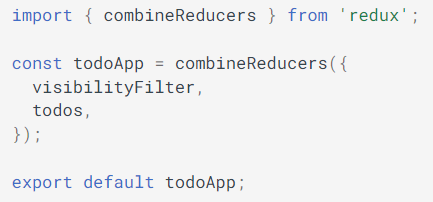 import { combineReducers } from 'redux';
const todoApp = combineReducers({
visibilityFilter,
todos,
});
export default todoApp;